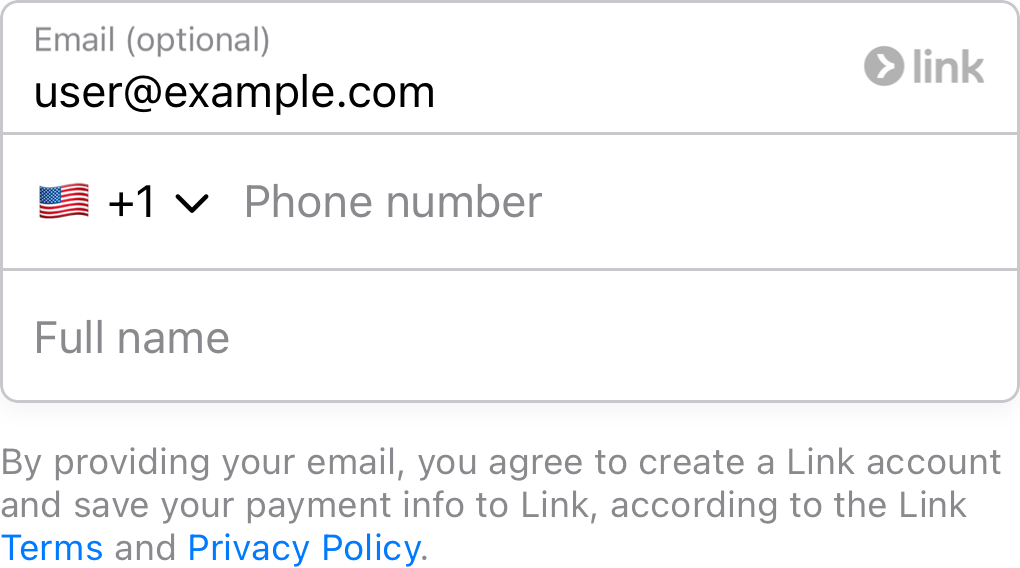 Email (optional)
user@example.com
link
+1
Phone number
Full name
By providing your email, you agree to create a Link account
and save your payment info to Link, according to the Link
Terms and Privacy Policy.